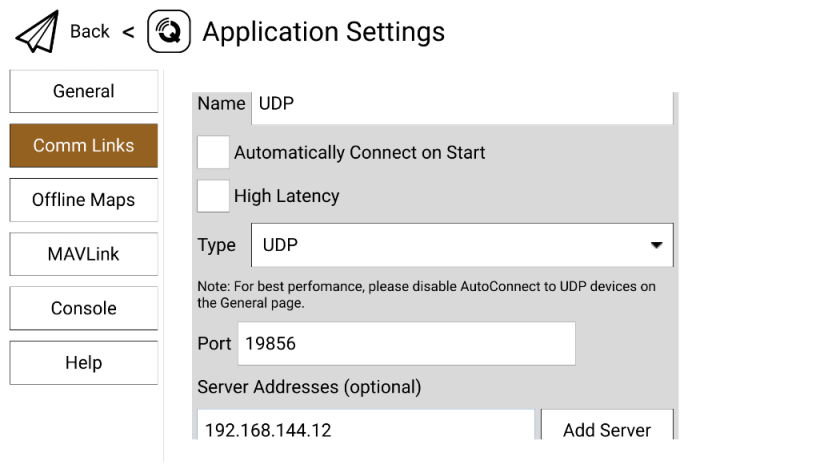 Back < Application Settings
General
Comm Links
Offline Maps
MAVLink
Console
Help
Name UDP
Automatically Connect on Start
High Latency
Type UDP
Note: For best perfomance, please disable AutoConnect to UDP devices on
the General page.
Port 19856
Server Addresses (optional)
192.168.144.12 Add Server